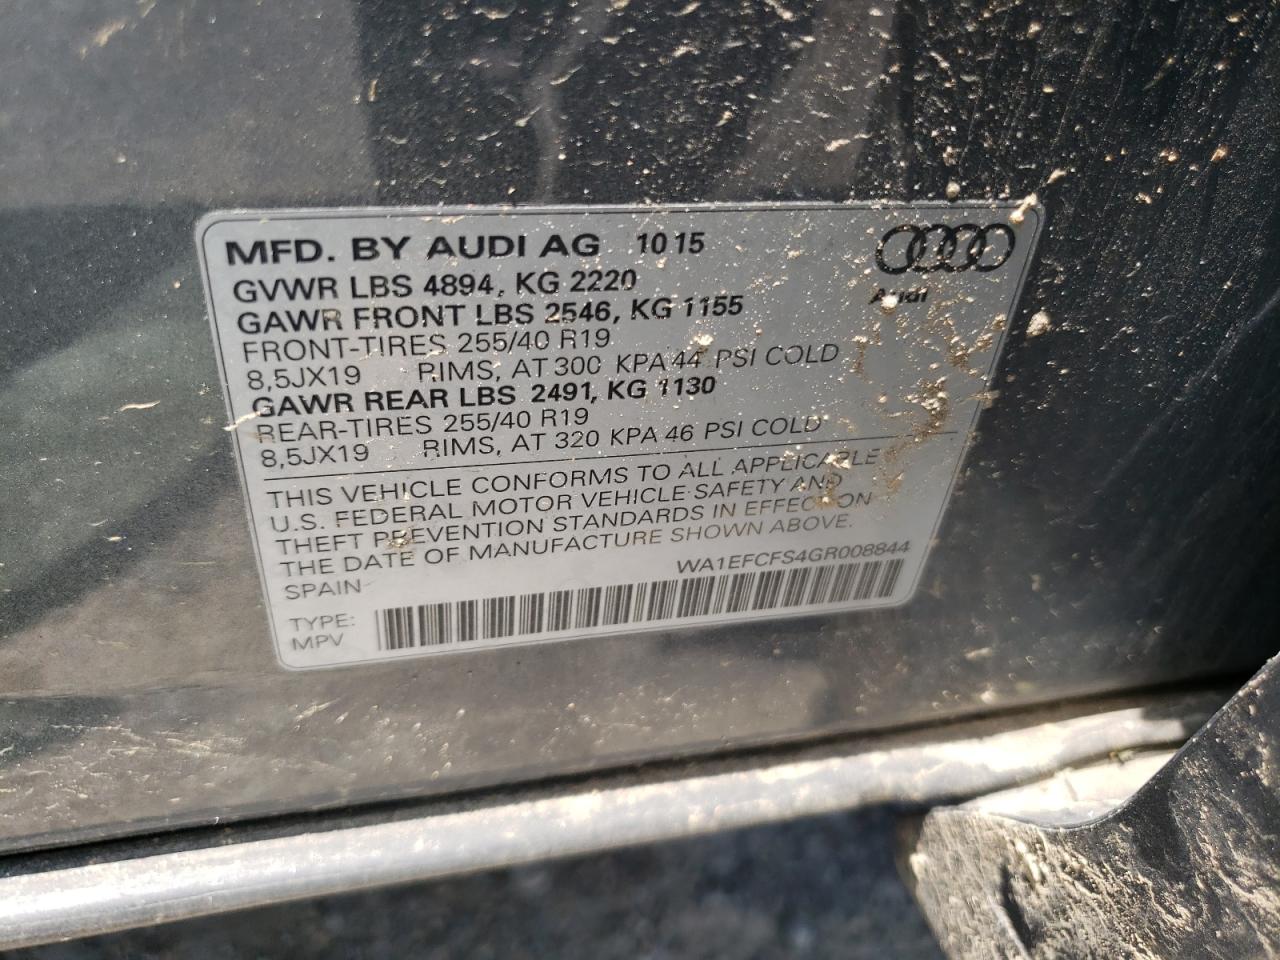 MFD. BY AUDI AG 10 15
GVWR LBS 4894, KG 2220
GAWR FRONT LBS 2546, KG 1155
FRONT-TIRES 255/40 R19
8,5JX19 RIMS, AT 300 KPA 44 PSI COLD
GAWR REAR LBS 2491, KG 1130
REAR-TIRES 255/40 R19
8,5JX19 RIMS, AT 320 KPA 46 PSI COLD
Audi
THIS VEHICLE CONFORMS TO ALL APPLICABLE
U.S. FEDERAL MOTOR VEHICLE SAFETY AND
THEFT PREVENTION STANDARDS IN EFFECT ON
THE DATE OF MANUFACTURE SHOWN ABOVE.
SPAIN
WA1EFCFS4GR008844
TYPE:
MPV